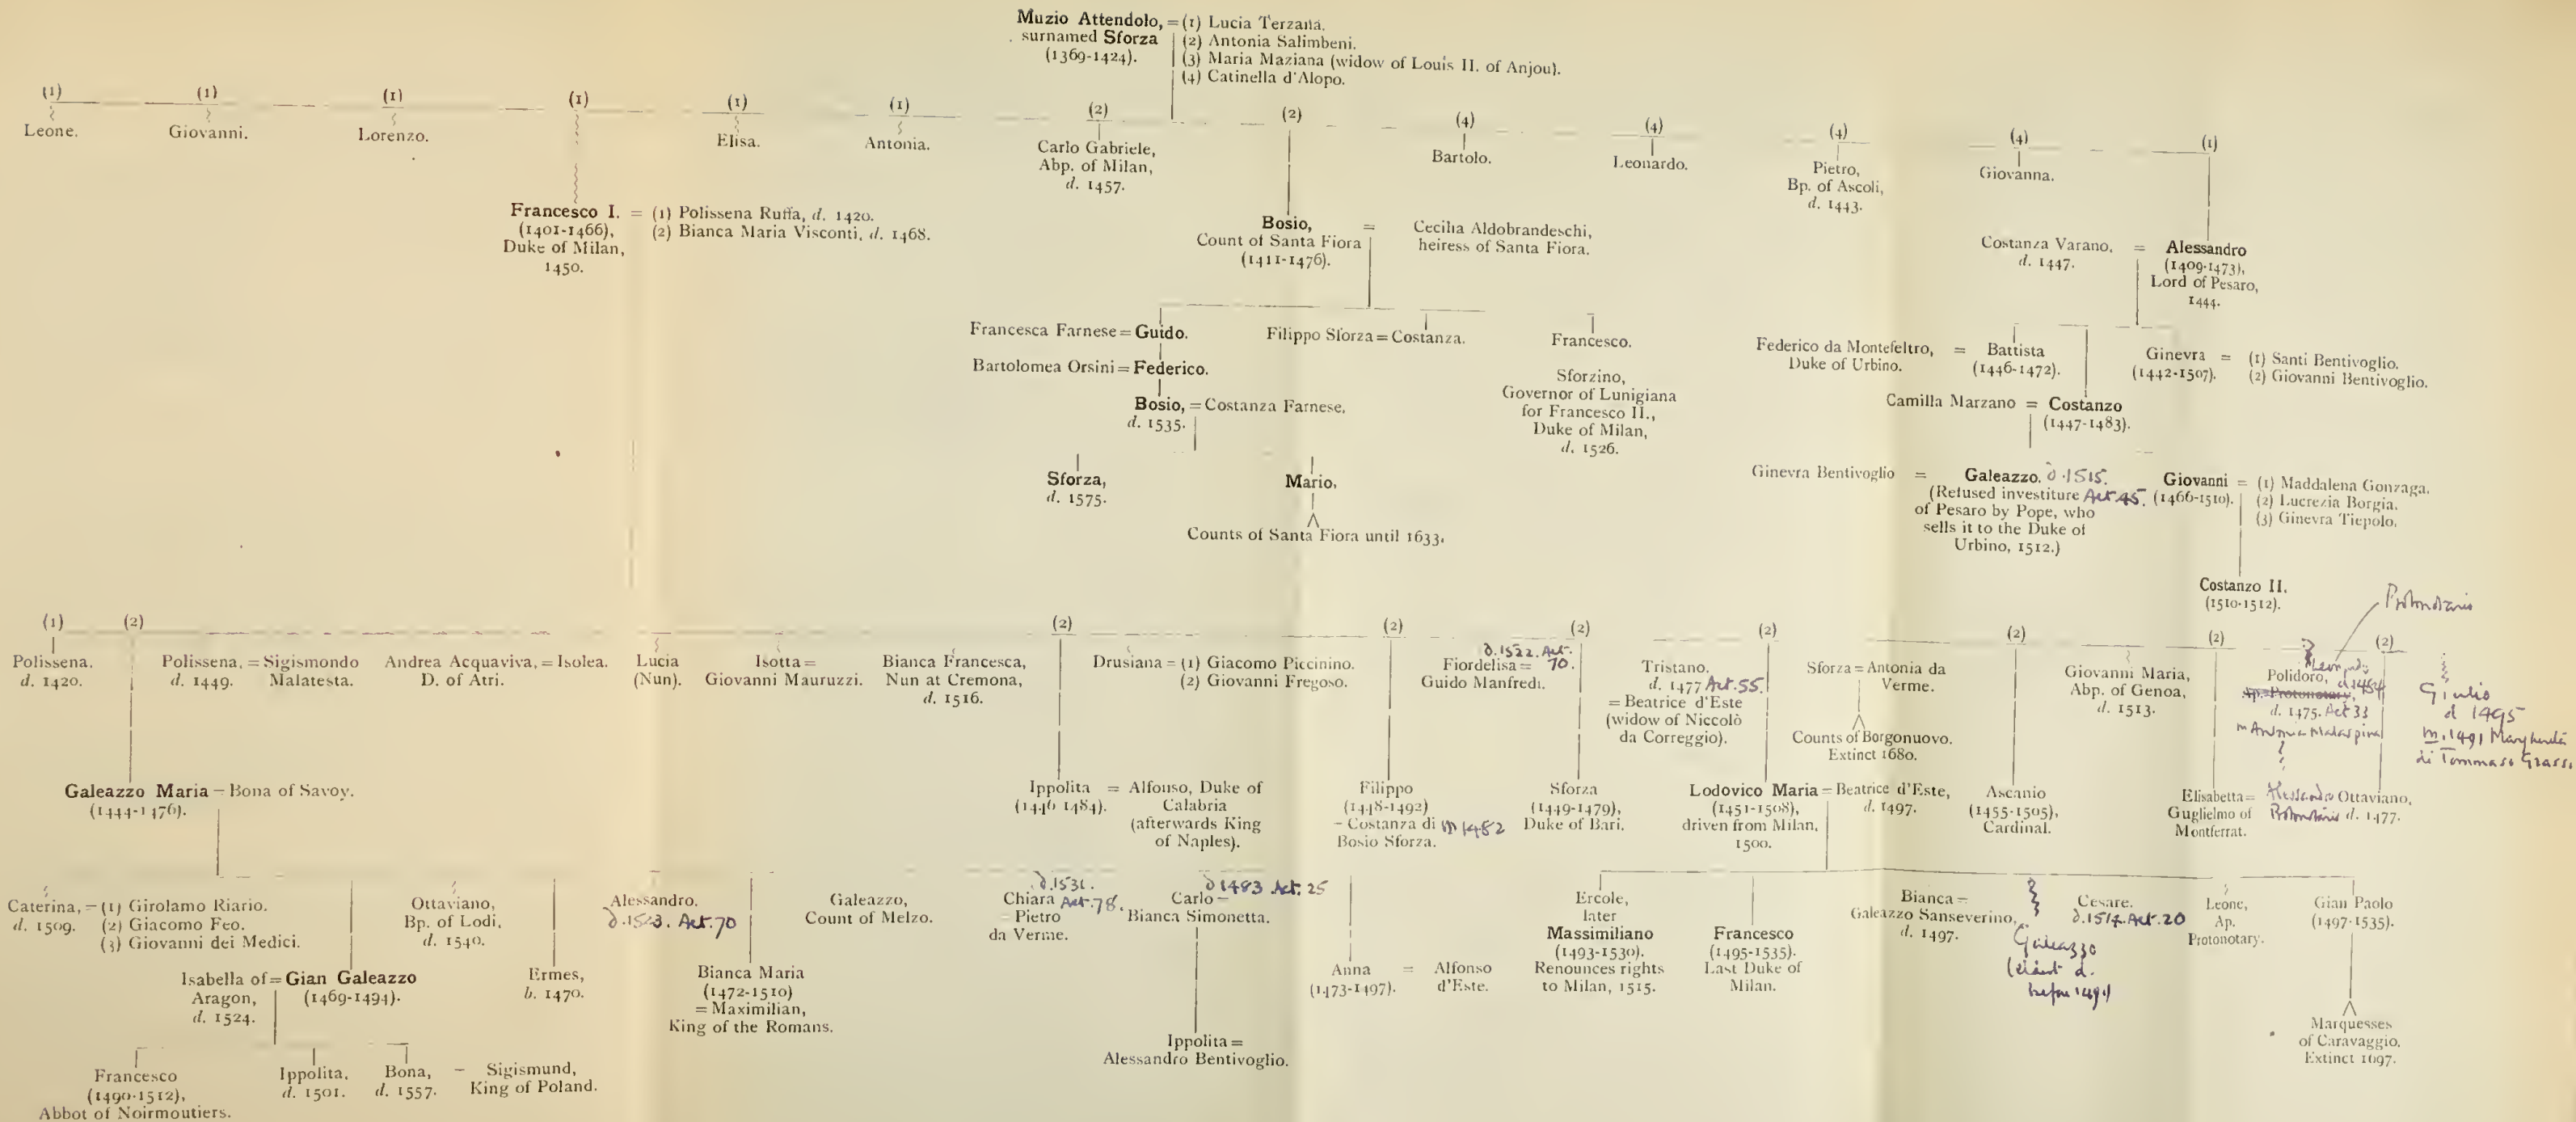 Muzio Attendolo, = (1) Lucia Terzana.
surnamed Sforza (2) Antonia Salimbeni.
(1369-1424). (3) Maria Maziana (widow of Louis II. of Anjou).
(4) Catinella d'Alopo.
(1) (1) (1) (1) (1) (1) (2) (2) (4) (4) (4) (4) (1)
Leone.
Giovanni.
Lorenzo.
Elisa.
Antonia.
Carlo Gabriele,
Abp. of Milan,
d. 1457.
Bartolo.
Leonardo.
Pietro,
Bp. of Ascoli,
d. 1443.
Giovanna.
Francesco I. = (1) Polissena Ruffa, d. 1420.
(1401-1466), (2) Bianca Maria Visconti, d. 1468.
Duke of Milan,
1450.
Bosio, = Cecilia Aldobrandeschi,
Count of Santa Fiora heiress of Santa Fiora.
(1411-1476).
Costanza Varano, = Alessandro
d. 1447. (1409-1473),
Lord of Pesaro,
1444.
Francesca Farnese = Guido.
Filippo Sforza = Costanza.
Francesco.
Bartolomea Orsini = Federico.
Sforzino,
Governor of Lunigiana
for Francesco II.,
Duke of Milan,
d. 1526.
Bosio, = Costanza Farnese.
d. 1535.
Sforza,
d. 1575.
Mario,
Counts of Santa Fiora until 1633.
Federico da Montefeltro, = Battista
Duke of Urbino. (1446-1472).
Ginevra = (1) Santi Bentivoglio.
(1442-1507). (2) Giovanni Bentivoglio.
Camilla Marzano = Costanzo
(1447-1483).
Ginevra Bentivoglio = Galeazzo. d. 1515.
(Refused investiture Aet. 45.
of Pesaro by Pope, who
sells it to the Duke of
Urbino, 1512.)
Giovanni = (1) Maddalena Gonzaga.
(1466-1510). (2) Lucrezia Borgia.
(3) Ginevra Tiepolo.
Costanzo II.
(1510-1512).
(1) (2) (2) (2) (2) (2) (2) (2) (2)
Polissena.
d. 1420.
Polissena, = Sigismondo
d. 1449. Malatesta.
Andrea Acquaviva, = Isolea.
D. of Atri.
Lucia
(Nun).
Isotta =
Giovanni Mauruzzi.
Bianca Francesca,
Nun at Cremona,
d. 1516.
Drusiana = (1) Giacomo Piccinino.
(2) Giovanni Fregoso.
d. 1522. Aet.
Fiordelisa = 70.
Guido Manfredi.
Tristano.
d. 1477 Aet. 55.
= Beatrice d'Este
(widow of Niccolò
da Correggio).
Sforza = Antonia da
Verme.
Counts of Borgonuovo.
Extinct 1680.
Giovanni Maria,
Abp. of Genoa,
d. 1513.
Protonotario
Polidoro,
Ap. Protonotary,
d. 1475. Aet 33
m Antonia Malaspina
Giulio
d 1495
m. 1491 Margherita
di Tommaso Grassi
Galeazzo Maria = Bona of Savoy.
(1444-1476).
Ippolita = Alfonso, Duke of
(1446 1484). Calabria
(afterwards King
of Naples).
Filippo
(1448-1492)
= Costanza di m 1482
Bosio Sforza.
Sforza
(1449-1479),
Duke of Bari.
Lodovico Maria = Beatrice d'Este,
(1451-1508), d. 1497.
driven from Milan,
1500.
Ascanio
(1455-1505),
Cardinal.
Elisabetta =
Guglielmo of
Montferrat.
Alessandro
Protonotario
Ottaviano,
d. 1477.
Caterina, = (1) Girolamo Riario.
d. 1509. (2) Giacomo Feo.
(3) Giovanni dei Medici.
Ottaviano,
Bp. of Lodi,
d. 1540.
Alessandro.
Aet. 70
Galeazzo,
Count of Melzo.
d. 1531.
Chiara Aet. 78.
Pietro
da Verme.
d 1483 Aet. 25
Carlo =
Bianca Simonetta.
Ercole,
later
Massimiliano
(1493-1530).
Renounces rights
to Milan, 1515.
Francesco
(1495-1535).
Last Duke of
Milan.
Bianca =
Galeazzo Sanseverino,
d. 1497.
Galeazzo
d.
before 1491
Cesare.
Aet. 20
Leone,
Ap.
Protonotary.
Gian Paolo
(1497-1535).
Isabella of = Gian Galeazzo
Aragon, (1469-1494).
d. 1524.
Ermes,
b. 1470.
Bianca Maria
(1472-1510)
= Maximilian,
King of the Romans.
Anna = Alfonso
(1473-1497). d'Este.
Ippolita =
Alessandro Bentivoglio.
Marquesses
of Caravaggio.
Extinct 1697.
Francesco
(1490-1512),
Abbot of Noirmoutiers.
Ippolita,
d. 1501.
Bona, = Sigismund,
d. 1557. King of Poland.